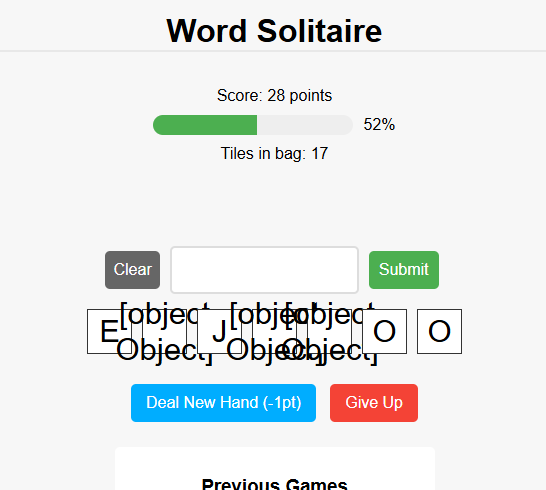 Word Solitaire
Score: 28 points
52%
Tiles in bag: 17
Clear
Submit
E [object Object] J [object Object] [object Object] O O
Deal New Hand (-1pt) Give Up
Previous Games